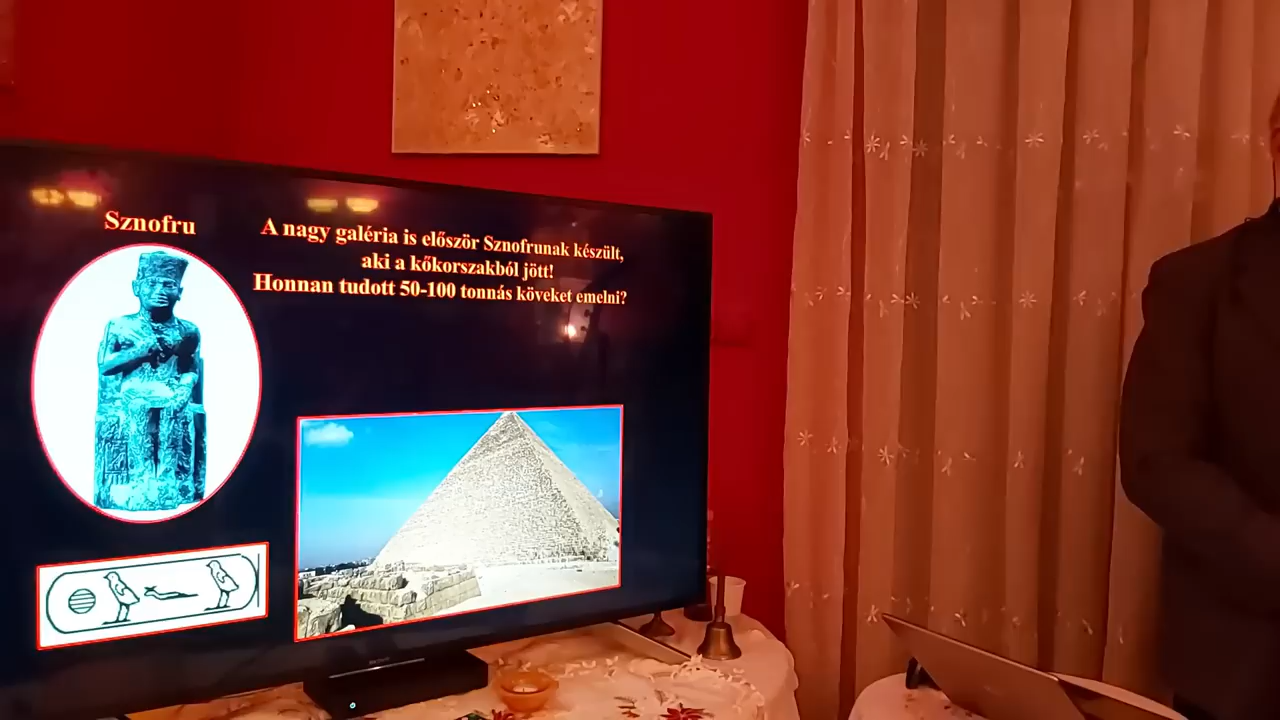 Sznofru
A nagy galéria is először Sznofrunak készült,
aki a kőkorszakból jött!
Honnan tudott 50-100 tonnás köveket emelni?